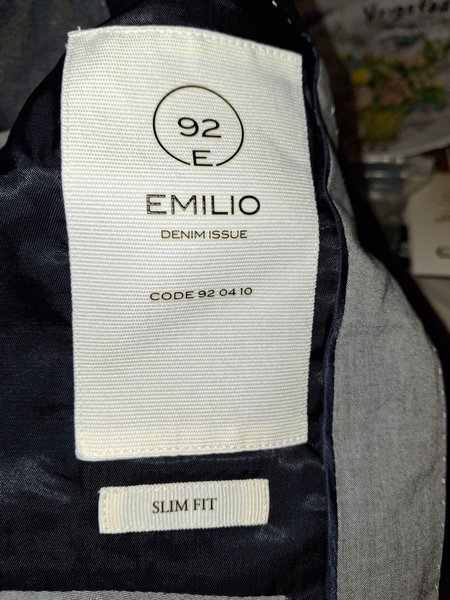 92
E
EMILIO
DENIM ISSUE
CODE 92 04 10
SLIM FIT